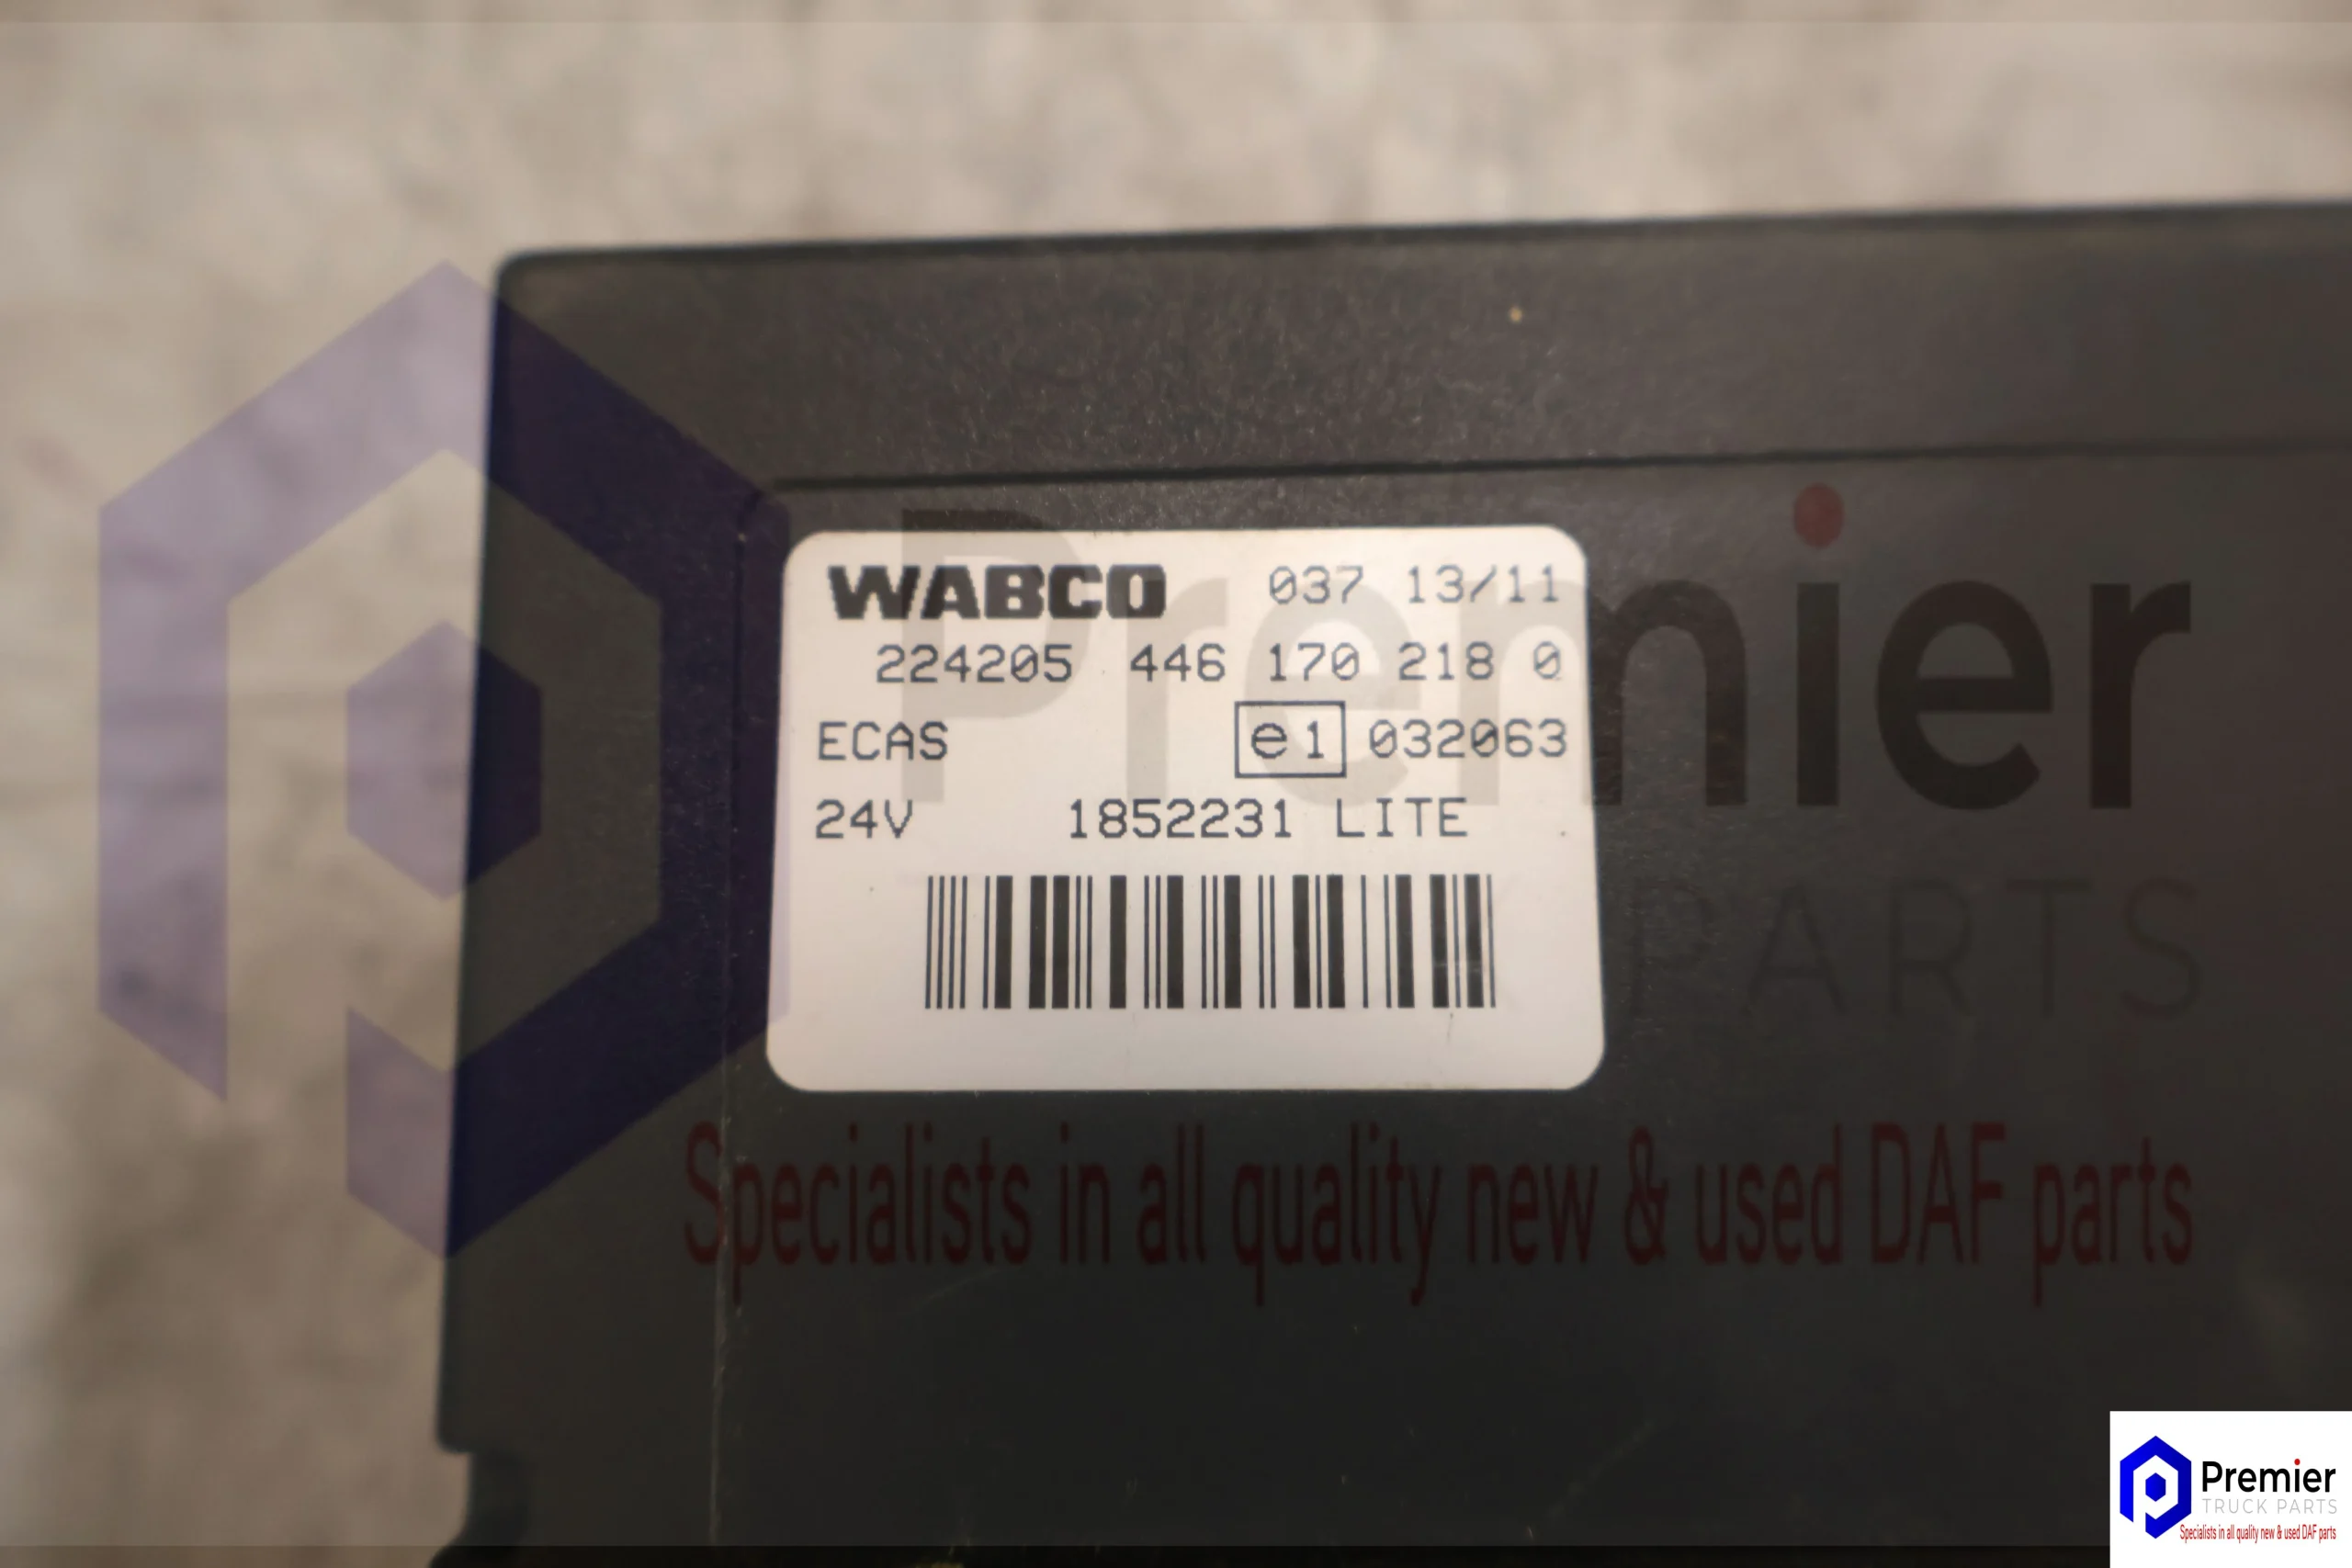 WABCO 037 13/11
224205 446 170 218 0
ECAS e1 032063
24V 1852231 LITE
Premier
PARTS
Specialists in all quality new & used DAF parts
Premier
TRUCK PARTS
Specialists in all quality new & used DAF parts